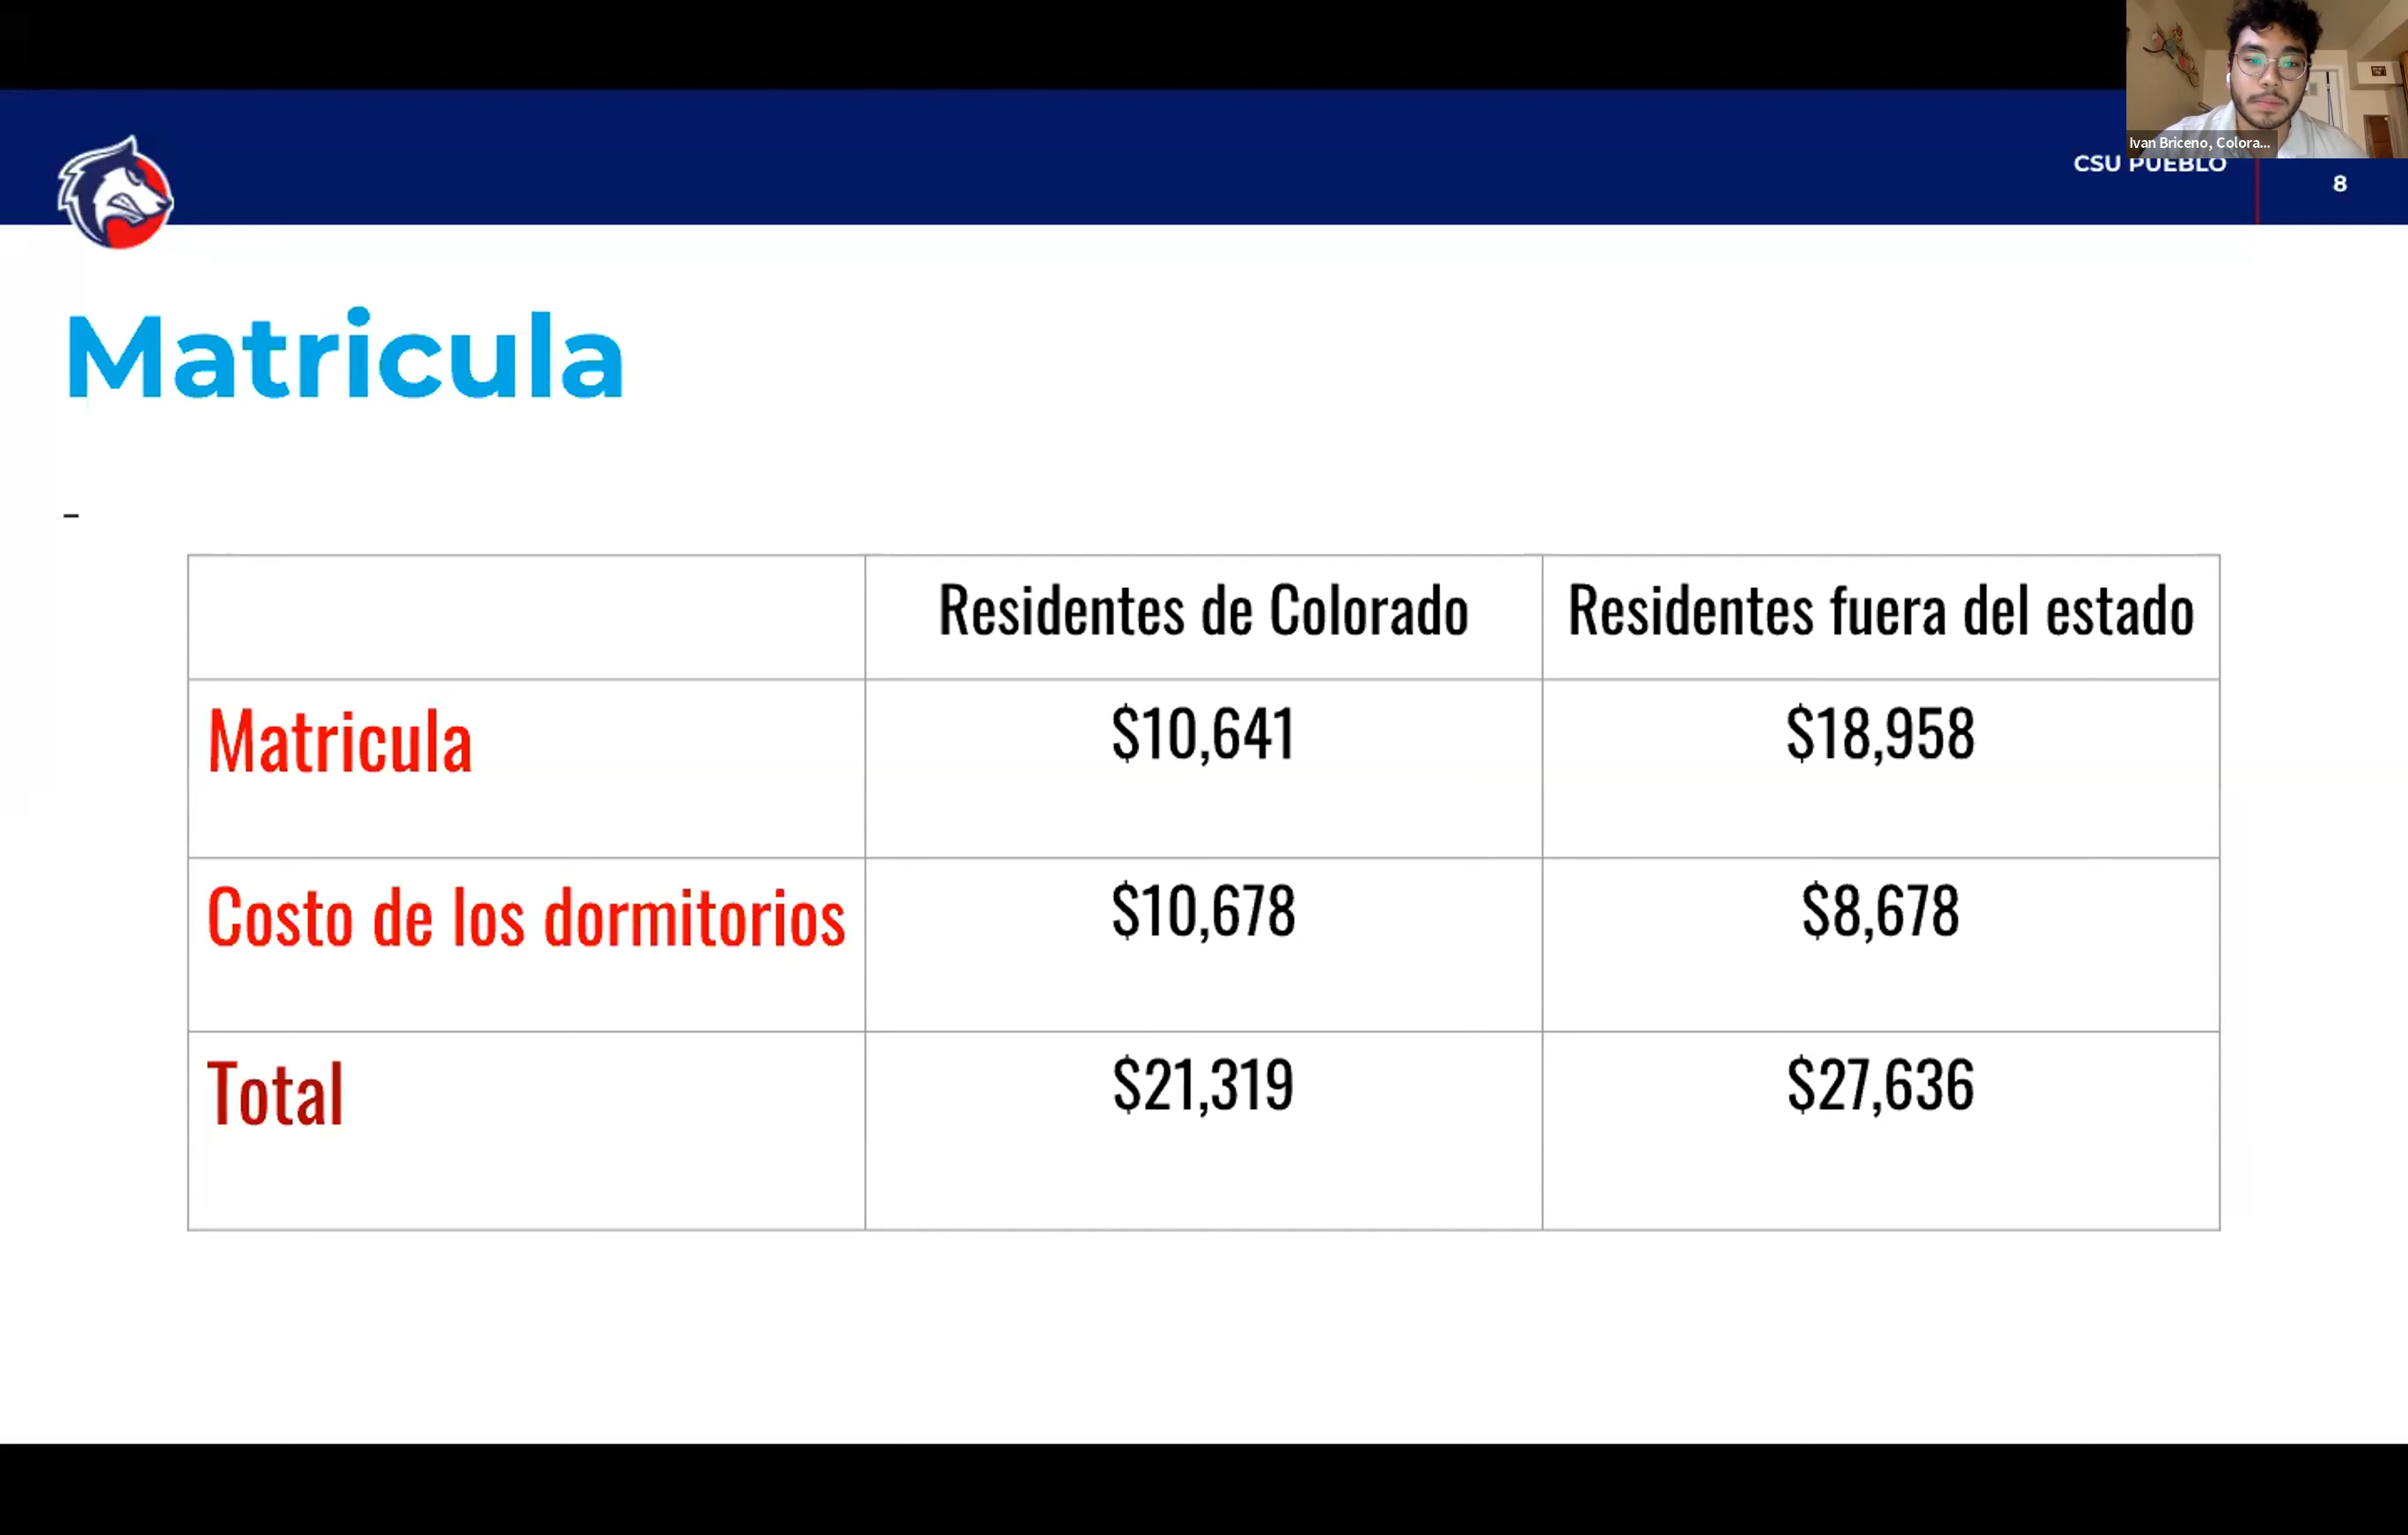 Ivan Briceno, Colora...
CSU PUEBLO
8
Matricula
–
Residentes de Colorado Residentes fuera del estado
Matricula $10,641 $18,958
Costo de los dormitorios $10,678 $8,678
Total $21,319 $27,636